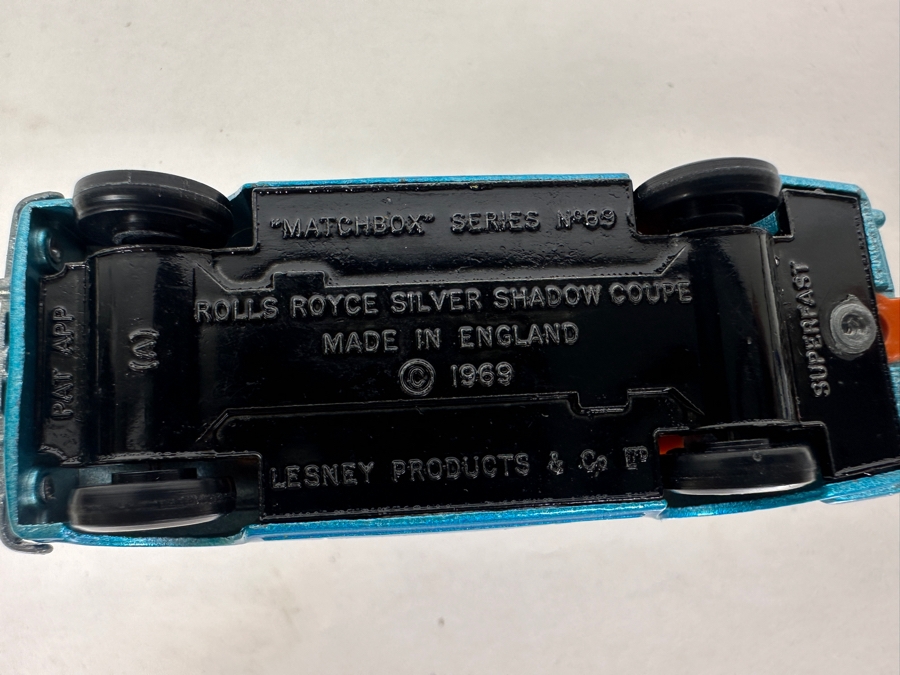 "MATCHBOX" SERIES Nº69
ROLLS ROYCE SILVER SHADOW COUPE
MADE IN ENGLAND
© 1969
LESNEY PRODUCTS & Co LTD
PAT APP
(A)
SUPERFAST